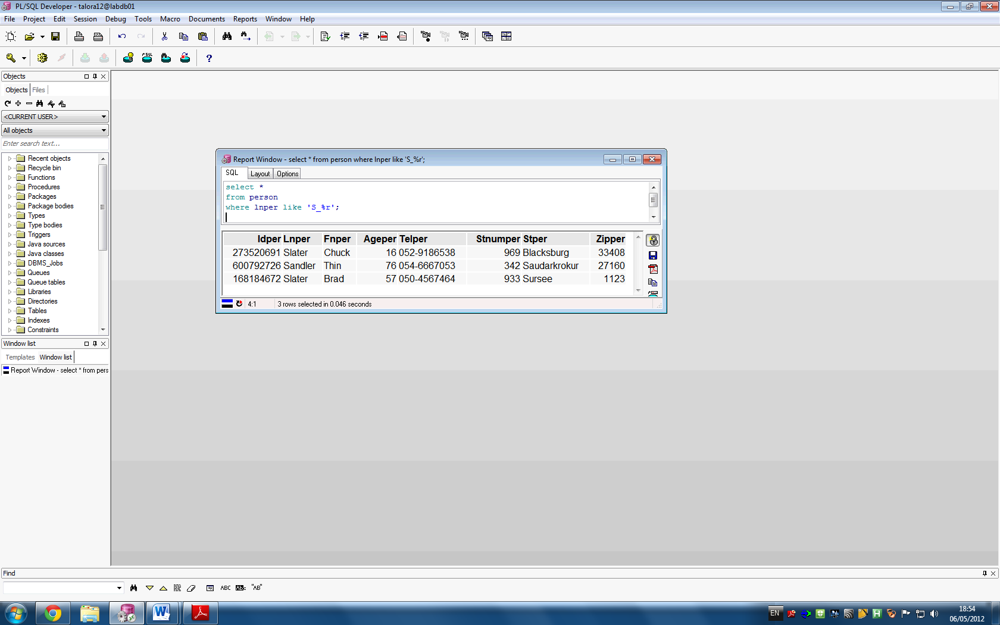 PL/SQL Developer - talora12@labdb01
File Project Edit Session Debug Tools Macro Documents Reports Window Help
SQL
?
Objects
Objects Files
<CURRENT USER>
All objects
Enter search text...
Recent objects
Recycle bin
Functions
Procedures
Packages
Package bodies
Types
Type bodies
Triggers
Java sources
Java classes
DBMS_Jobs
Queues
Queue tables
Libraries
Directories
Tables
Indexes
Constraints
Window list
Templates Window list
Report Window - select * from pers
Report Window - select * from person where lnper like 'S_%r';
SQL Layout Options
select *
from person
where lnper like 'S_%r';
Idper Lnper Fnper Ageper Telper Stnumper Stper Zipper
273520691 Slater Chuck 16 052-9186538 969 Blacksburg 33408
600792726 Sandler Thin 76 054-6667053 342 Saudarkrokur 27160
168184672 Slater Brad 57 050-4567464 933 Sursee 1123
4:1 3 rows selected in 0.046 seconds
Find
ABC ABc "AB"
EN 18:54
06/05/2012